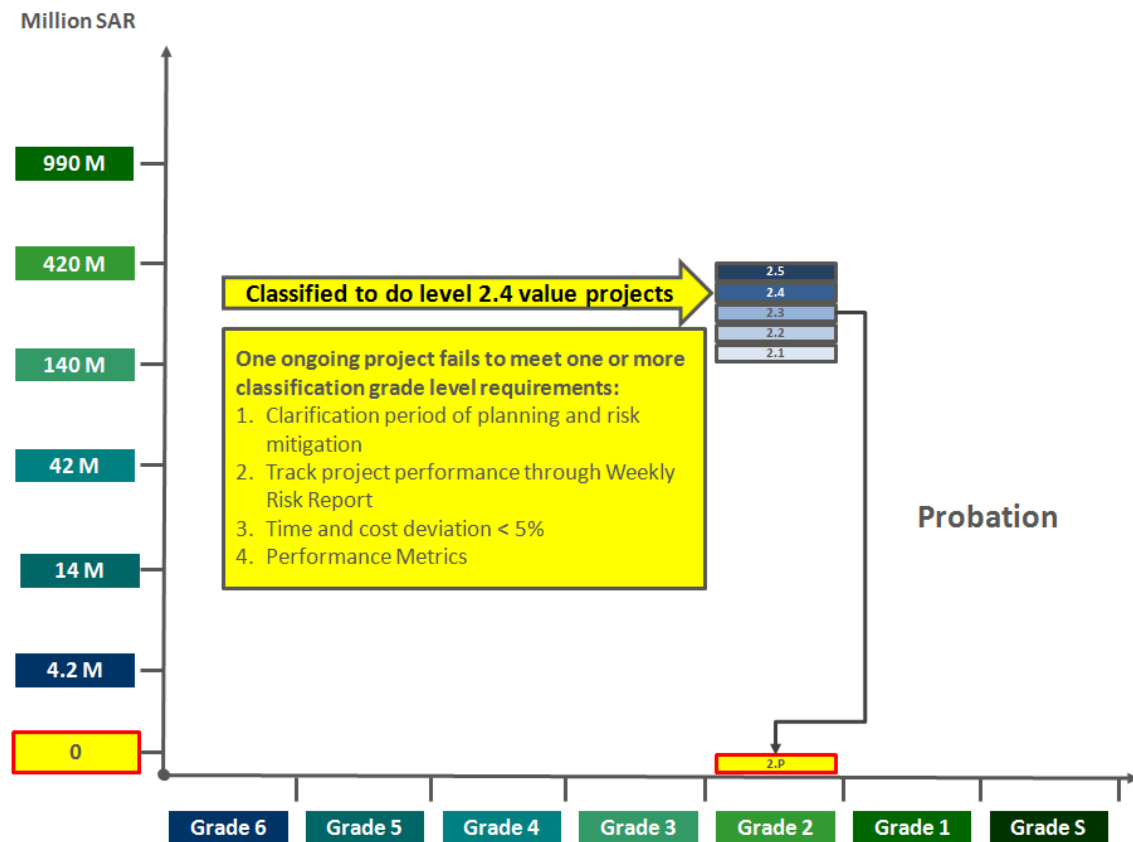 Million SAR
990 M
420 M
140 M
42 M
14 M
4.2 M
0
Classified to do level 2.4 value projects
One ongoing project fails to meet one or more
classification grade level requirements:
1. Clarification period of planning and risk
mitigation
2. Track project performance through Weekly
Risk Report
3. Time and cost deviation < 5%
4. Performance Metrics
2.5
2.4
2.3
2.2
2.1
Probation
2.P
Grade 6
Grade 5
Grade 4
Grade 3
Grade 2
Grade 1
Grade S